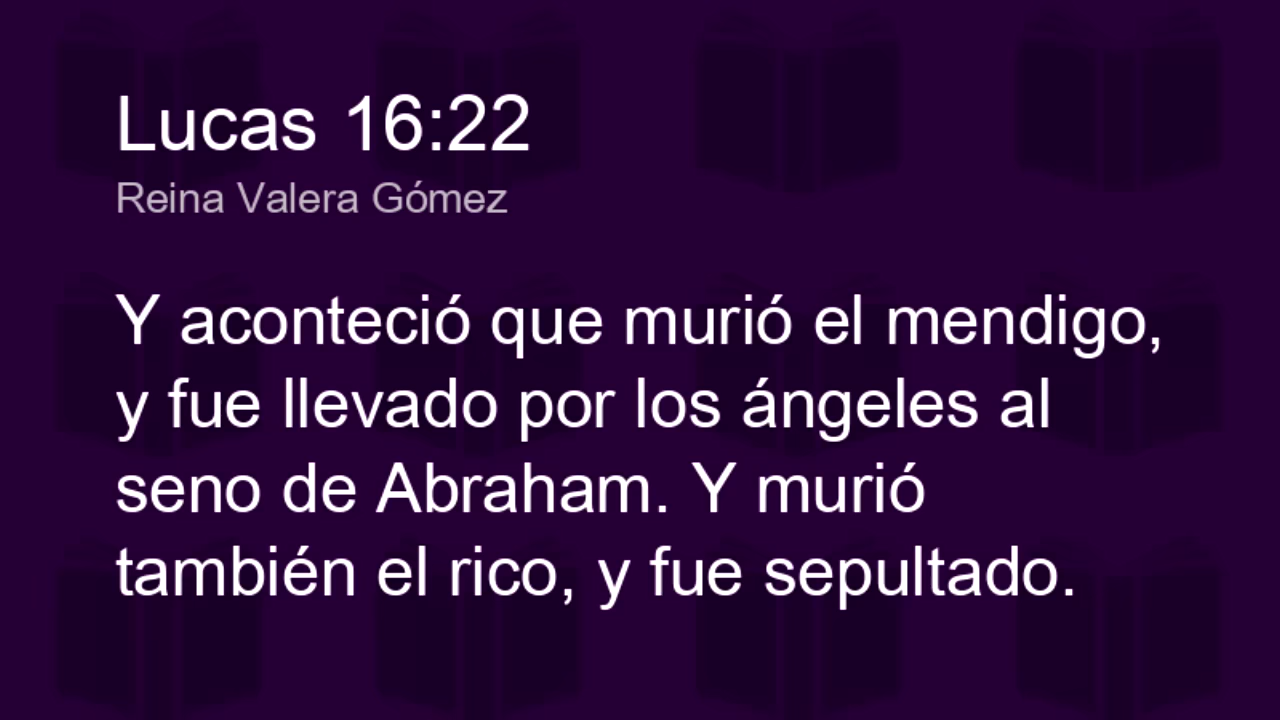 Lucas 16:22
Reina Valera Gómez
Y aconteció que murió el mendigo,
y fue llevado por los ángeles al
seno de Abraham. Y murió
también el rico, y fue sepultado.